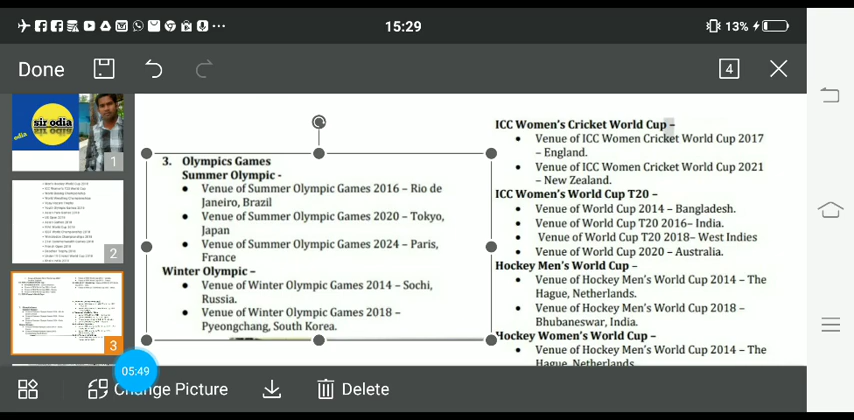 15:29
13%
Done
4
sir odia
odia
1
2
3
3. Olympics Games
Summer Olympic -
• Venue of Summer Olympic Games 2016 – Rio de
Janeiro, Brazil
• Venue of Summer Olympic Games 2020 – Tokyo,
Japan
• Venue of Summer Olympic Games 2024 – Paris,
France
Winter Olympic –
• Venue of Winter Olympic Games 2014 – Sochi,
Russia.
• Venue of Winter Olympic Games 2018 –
Pyeongchang, South Korea.
ICC Women's Cricket World Cup –
• Venue of ICC Women Cricket World Cup 2017
– England.
• Venue of ICC Women Cricket World Cup 2021
– New Zealand.
ICC Women's World Cup T20 –
• Venue of World Cup 2014 – Bangladesh.
• Venue of World Cup T20 2016– India.
• Venue of World Cup T20 2018– West Indies
• Venue of World Cup 2020 – Australia.
Hockey Men's World Cup –
• Venue of Hockey Men's World Cup 2014 – The
Hague, Netherlands.
• Venue of Hockey Men's World Cup 2018 –
Bhubaneswar, India.
Hockey Women's World Cup –
• Venue of Hockey Men's World Cup 2014 – The
Hague, Netherlands
05:49
Change Picture
Delete